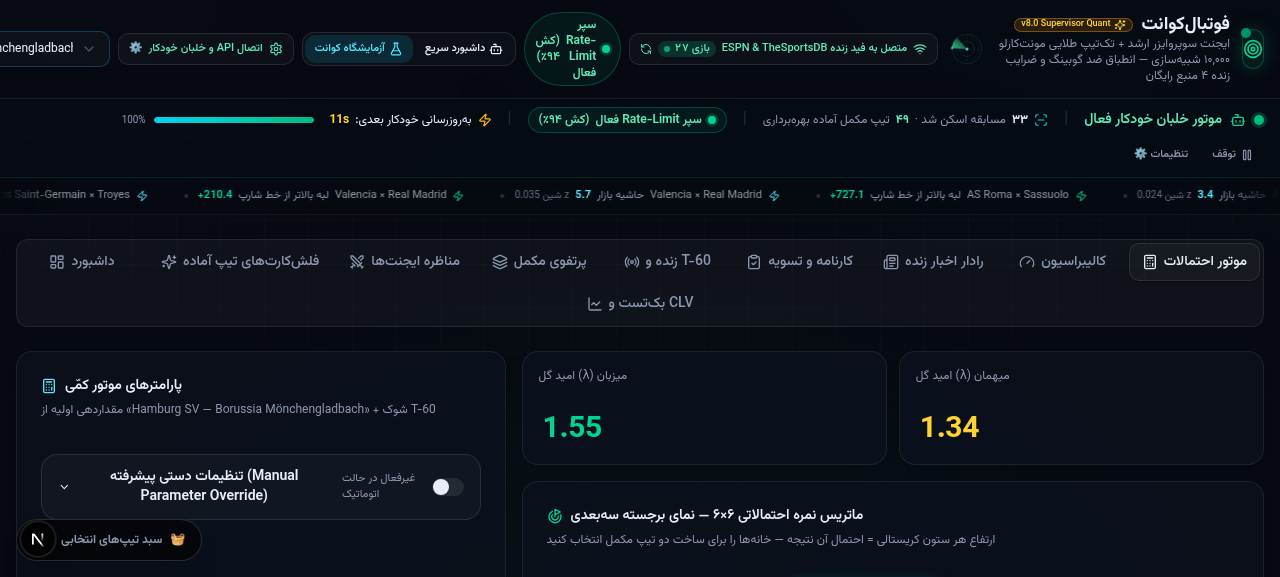 فوتبال‌کوانت v8.0 Supervisor Quant
ایجنت سوپروایزر ارشد + تک‌تیپ طلایی مونت‌کارلو
۱۰,۰۰۰ شبیه‌سازی — انطباق ضد گوبینگ و ضرایب
زنده ۴ منبع رایگان
متصل به فید زنده ESPN & TheSportsDB ۲۷ بازی
سپر
Rate-
Limit (کش
فعال ۹۴٪)
داشبورد سریع
آزمایشگاه کوانت
اتصال API و خلبان خودکار ⚙️
موتور خلبان خودکار فعال
۳۳ مسابقه اسکن شد · ۴۹ تیپ مکمل آماده بهره‌برداری
سپر Rate-Limit فعال (کش ۹۴٪)
به‌روزرسانی خودکار بعدی: 11s
100%
توقف
تنظیمات ⚙️
حاشیه بازار 3.4 z شین 0.024
AS Roma × Sassuolo لبه بالاتر از خط شارپ +727.1
Valencia × Real Madrid حاشیه بازار 5.7 z شین 0.035
Valencia × Real Madrid لبه بالاتر از خط شارپ +210.4
Saint-Germain × Troyes
موتور احتمالات
کالیبراسیون
رادار اخبار زنده
کارنامه و تسویه
زنده و T-60
پرتفوی مکمل
مناظره ایجنت‌ها
فلش‌کارت‌های تیپ آماده
داشبورد
بک‌تست و CLV
میهمان (λ) امید گل
1.34
میزبان (λ) امید گل
1.55
پارامترهای موتور کمّی
مقداردهی اولیه از «Hamburg SV — Borussia Mönchengladbach» + شوک T-60
غیرفعال در حالت
اتوماتیک
تنظیمات دستی پیشرفته (Manual
Parameter Override)
ماتریس نمره احتمالاتی ۶×۶ — نمای برجسته سه‌بعدی
ارتفاع هر ستون کریستالی = احتمال آن نتیجه — خانه‌ها را برای ساخت دو تیپ مکمل انتخاب کنید
سبد تیپ‌های انتخابی
N